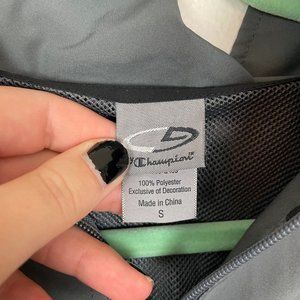 Champion
100% Polyester
Exclusive of Decoration
Made in China
S